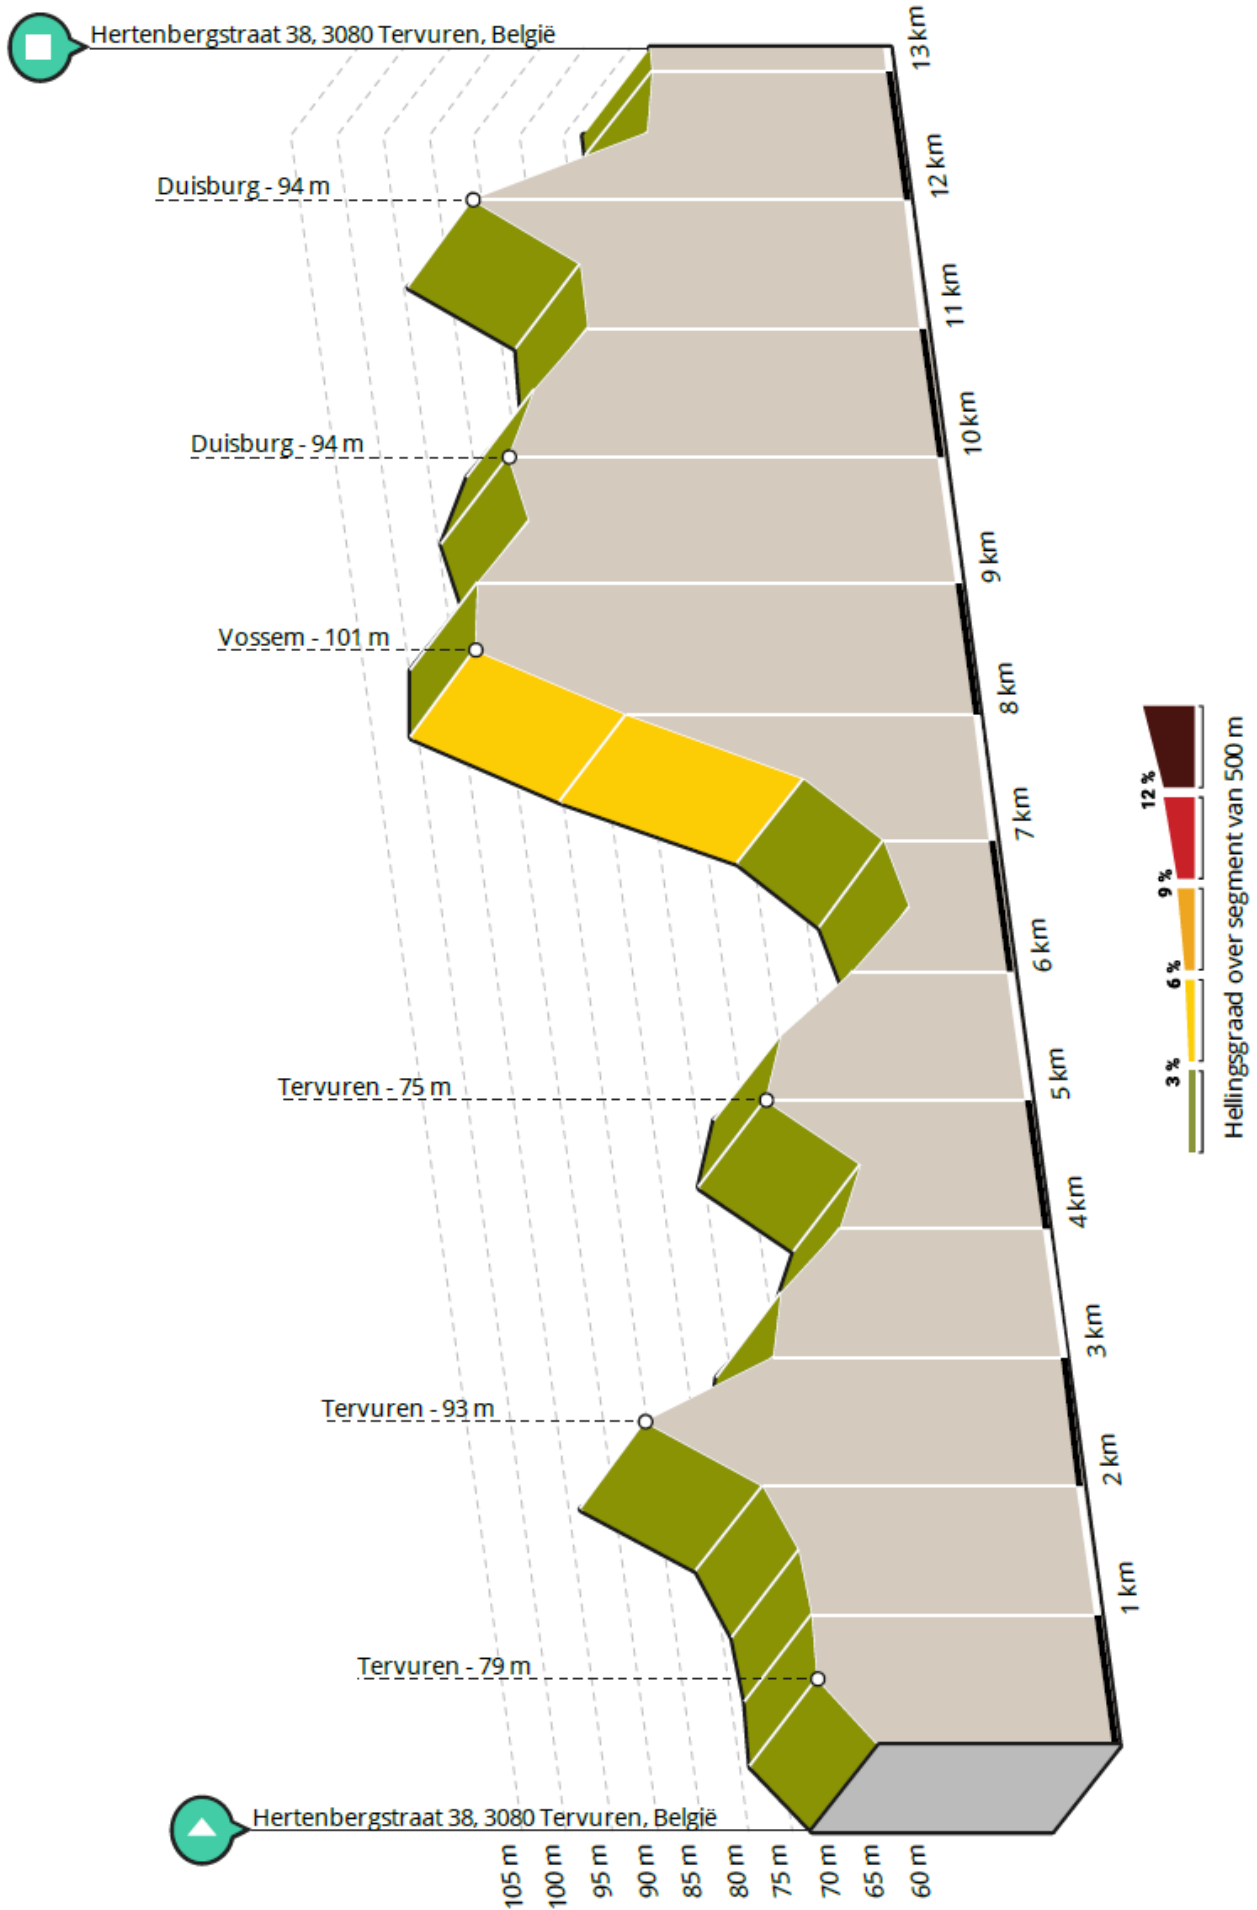 Hertenbergstraat 38, 3080 Tervuren, België
Duisburg - 94 m
Duisburg - 94 m
Vossem - 101 m
Tervuren - 75 m
Tervuren - 93 m
Tervuren - 79 m
Hertenbergstraat 38, 3080 Tervuren, België
105 m
100 m
95 m
90 m
85 m
80 m
75 m
70 m
65 m
60 m
1 km
2 km
3 km
4 km
5 km
6 km
7 km
8 km
9 km
10 km
11 km
12 km
13 km
3 %
6 %
9 %
12 %
Hellingsgraad over segment van 500 m